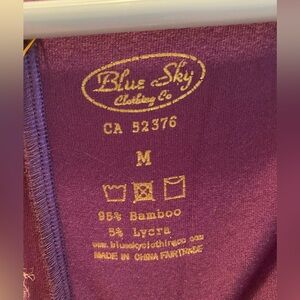 Blue Sky
Clothing Co
CA 52376
M
95% Bamboo
5% Lycra
www.blueskyclothingco.com
MADE IN CHINA FAIRTRADE